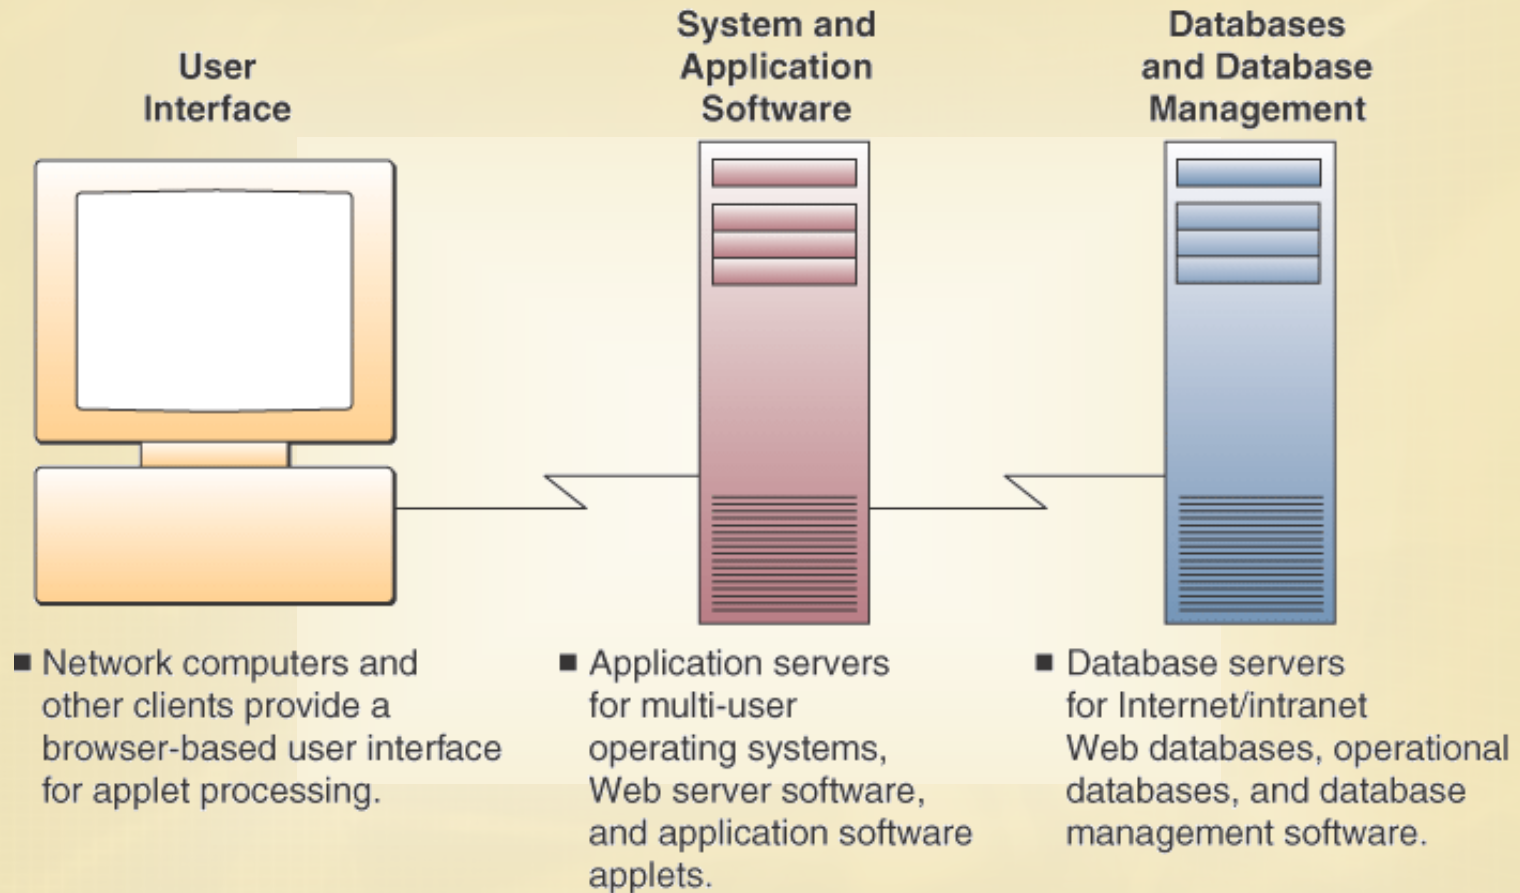 User
Interface
System and
Application
Software
Databases
and Database
Management
■ Network computers and
other clients provide a
browser-based user interface
for applet processing.
■ Application servers
for multi-user
operating systems,
Web server software,
and application software
applets.
■ Database servers
for Internet/intranet
Web databases, operational
databases, and database
management software.